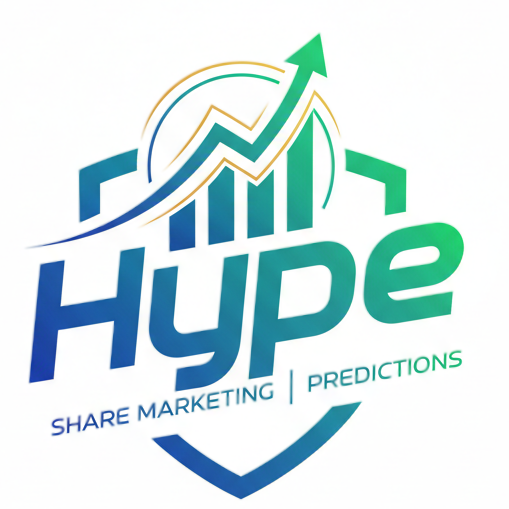 Hype
SHARE MARKETING | PREDICTIONS